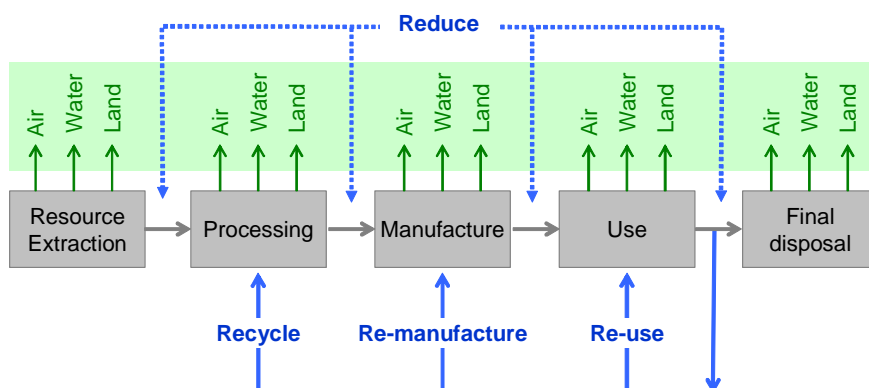 Reduce
Air Water Land
Air Water Land
Air Water Land
Air Water Land
Air Water Land
Resource
Extraction
Processing
Manufacture
Use
Final
disposal
Recycle
Re-manufacture
Re-use